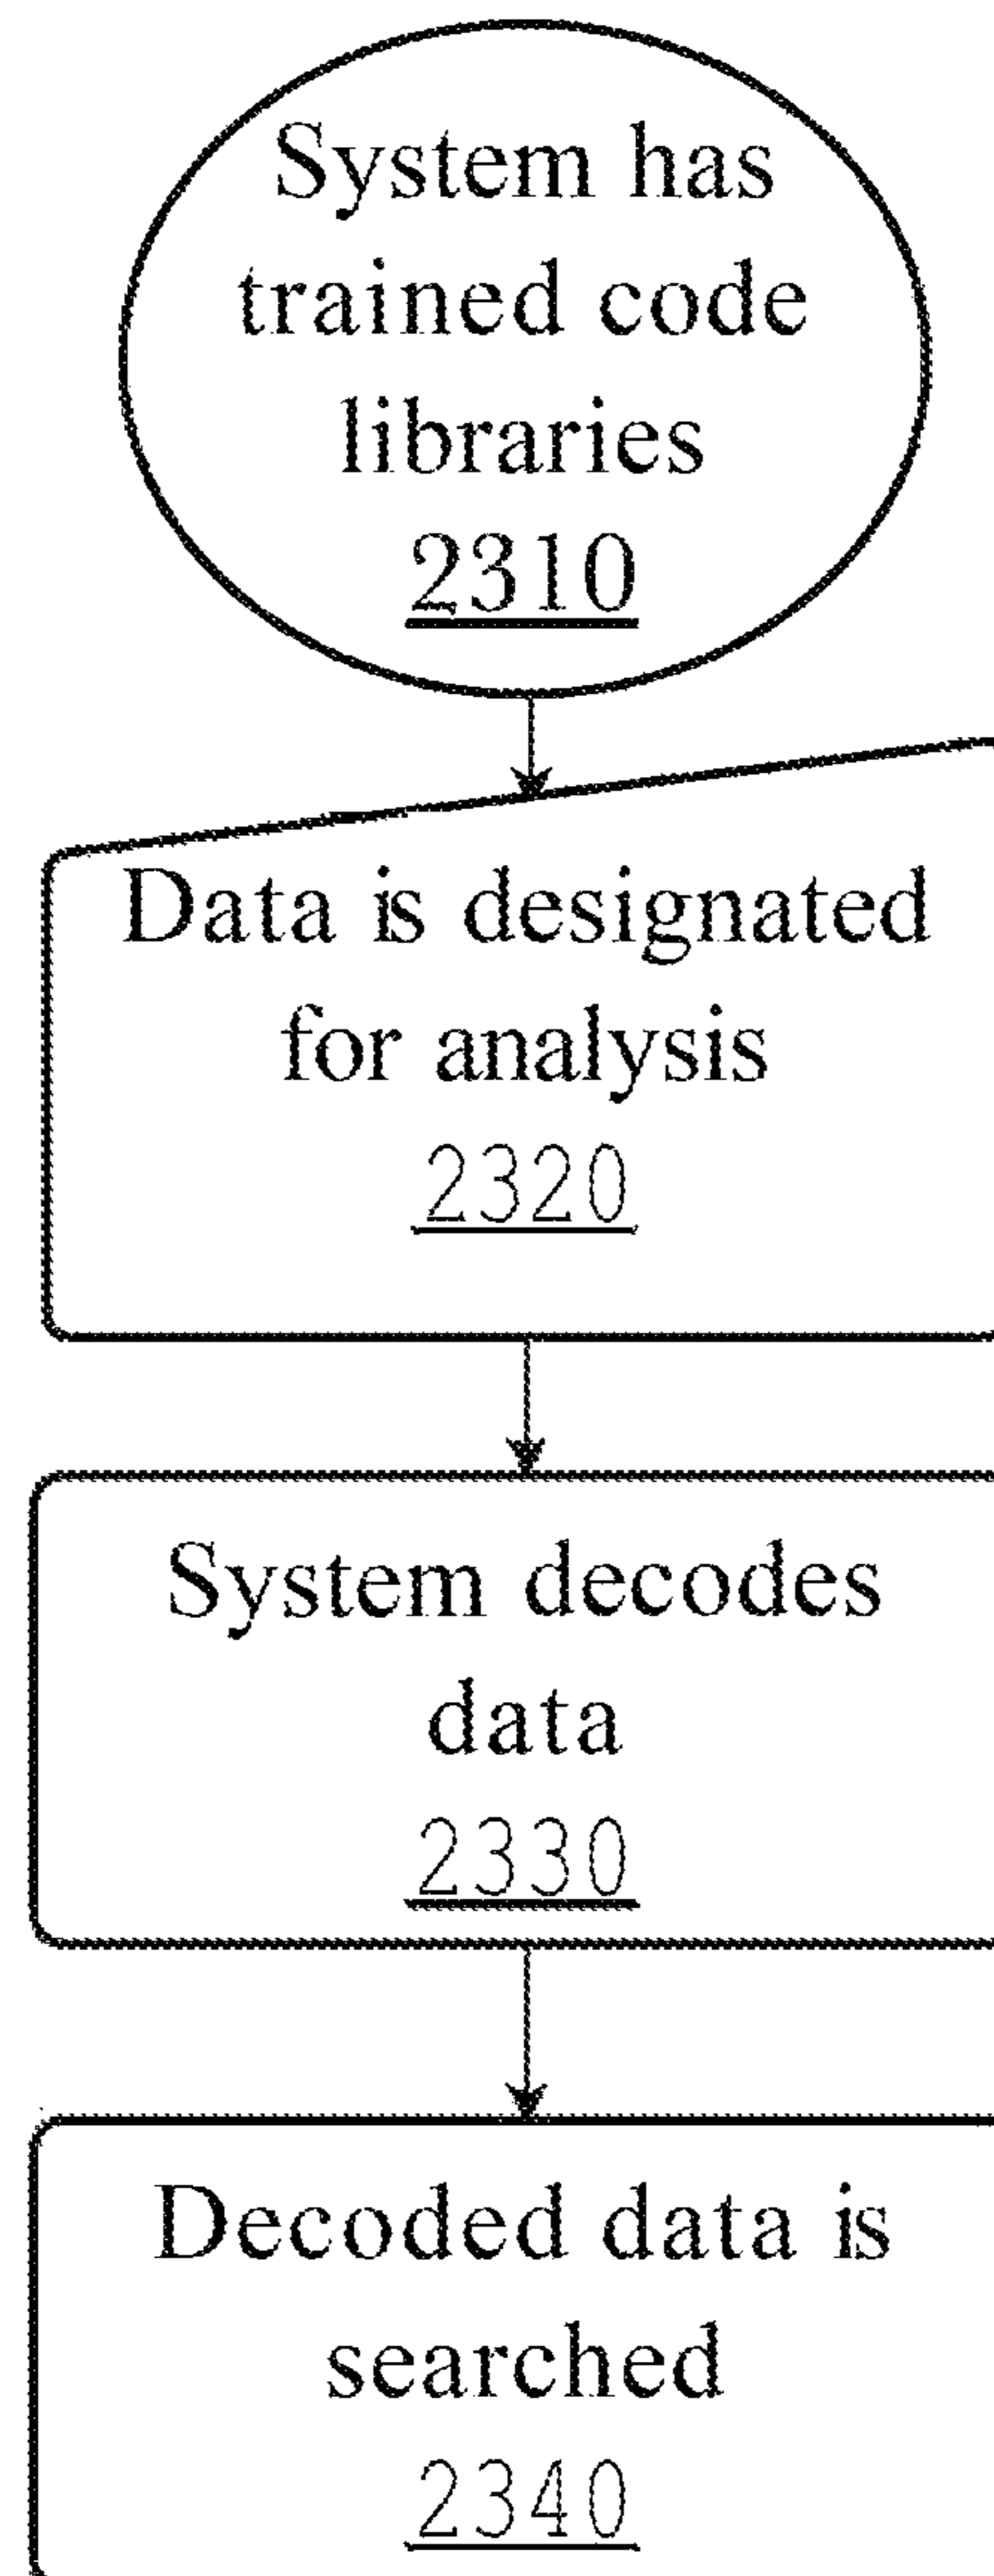 System has
trained code
libraries
2310
Data is designated
for analysis
2320
System decodes
data
2330
Decoded data is
searched
2340